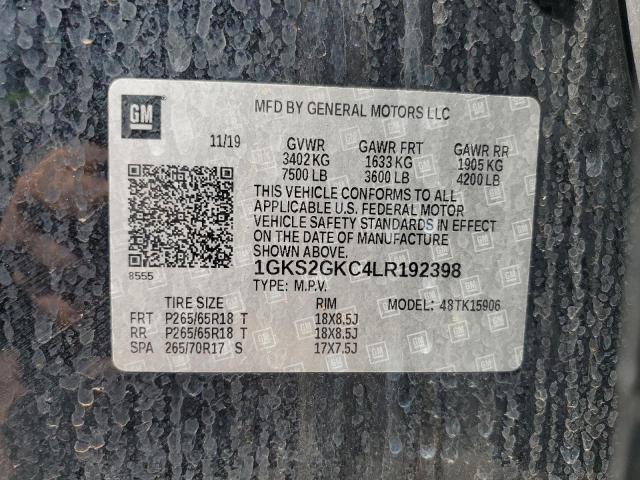 GM
MFD BY GENERAL MOTORS LLC
11/19 GVWR GAWR FRT GAWR RR
3402 KG 1633 KG 1905 KG
7500 LB 3600 LB 4200 LB
THIS VEHICLE CONFORMS TO ALL
APPLICABLE U.S. FEDERAL MOTOR
VEHICLE SAFETY STANDARDS IN EFFECT
ON THE DATE OF MANUFACTURE
SHOWN ABOVE.
8555
1GKS2GKC4LR192398
TYPE: M.P.V.
TIRE SIZE RIM MODEL: 48TK15906
FRT P265/65R18 T 18X8.5J
RR P265/65R18 T 18X8.5J
SPA 265/70R17 S 17X7.5J